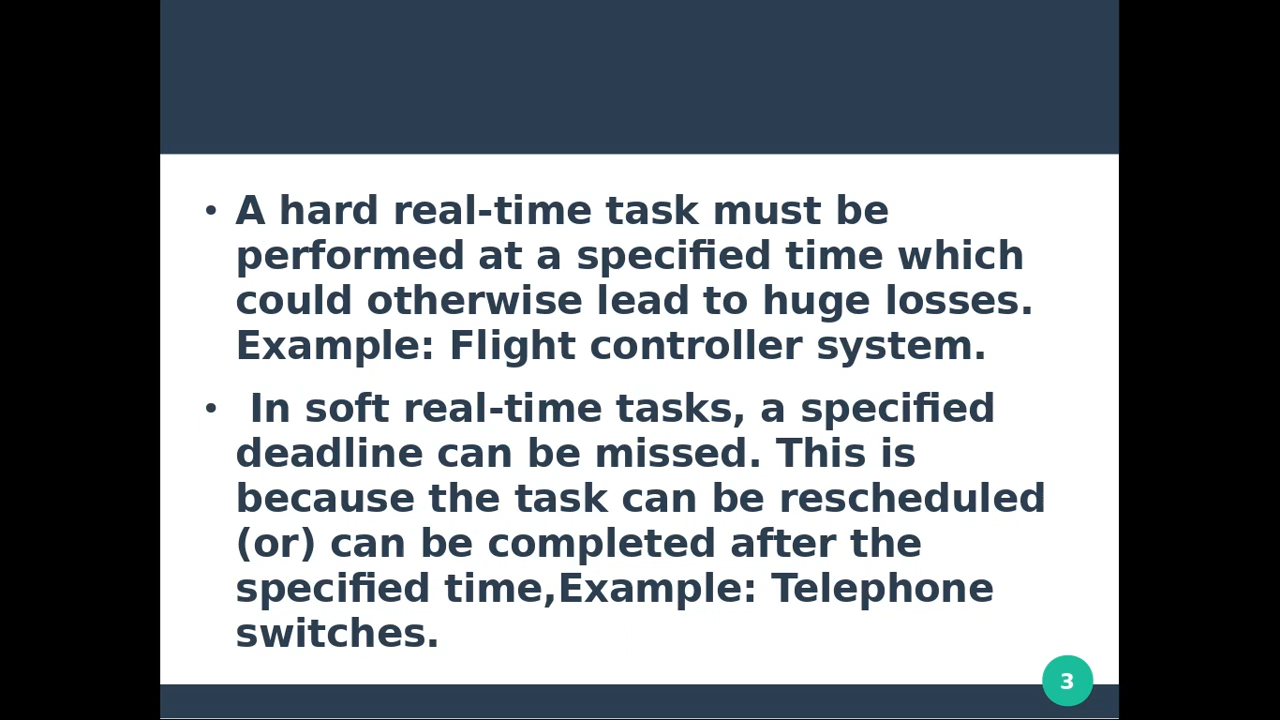 • A hard real-time task must be
performed at a specified time which
could otherwise lead to huge losses.
Example: Flight controller system.
• In soft real-time tasks, a specified
deadline can be missed. This is
because the task can be rescheduled
(or) can be completed after the
specified time,Example: Telephone
switches.
3